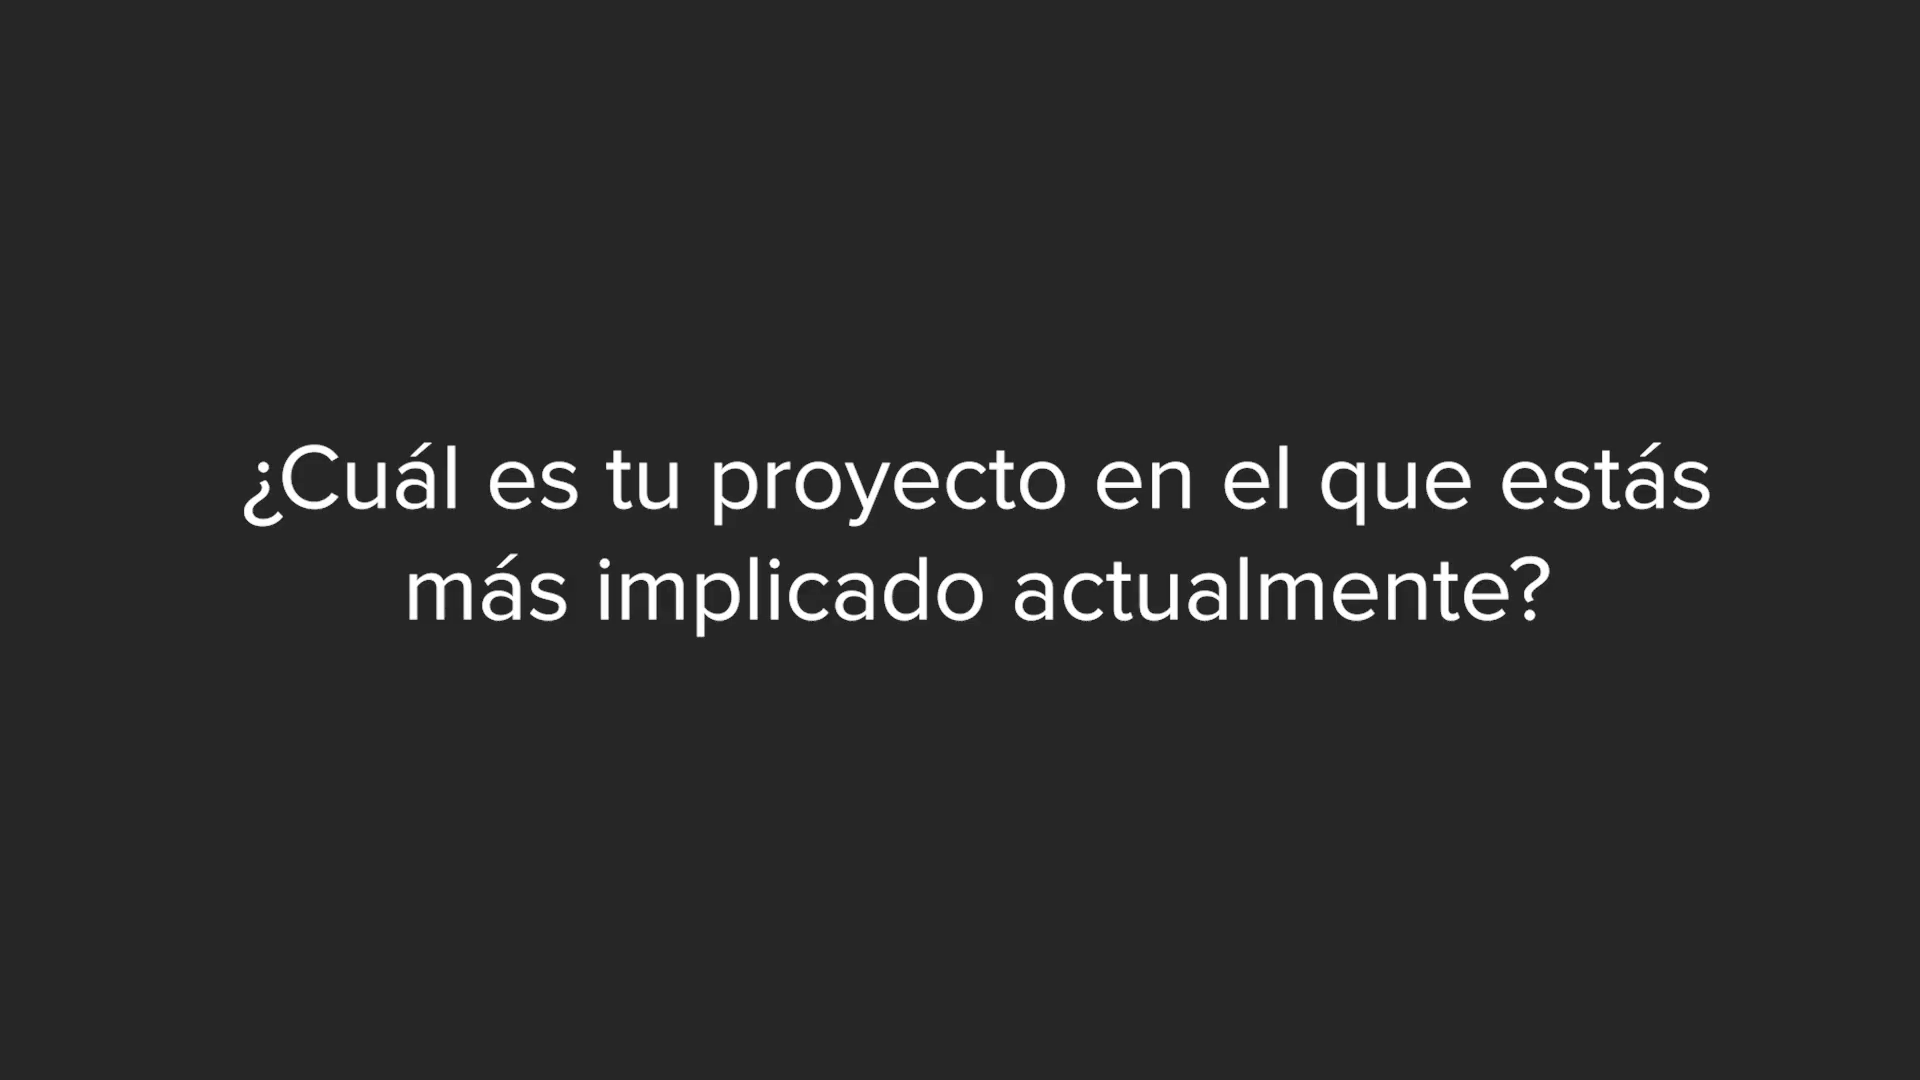 ¿Cuál es tu proyecto en el que estás
más implicado actualmente?